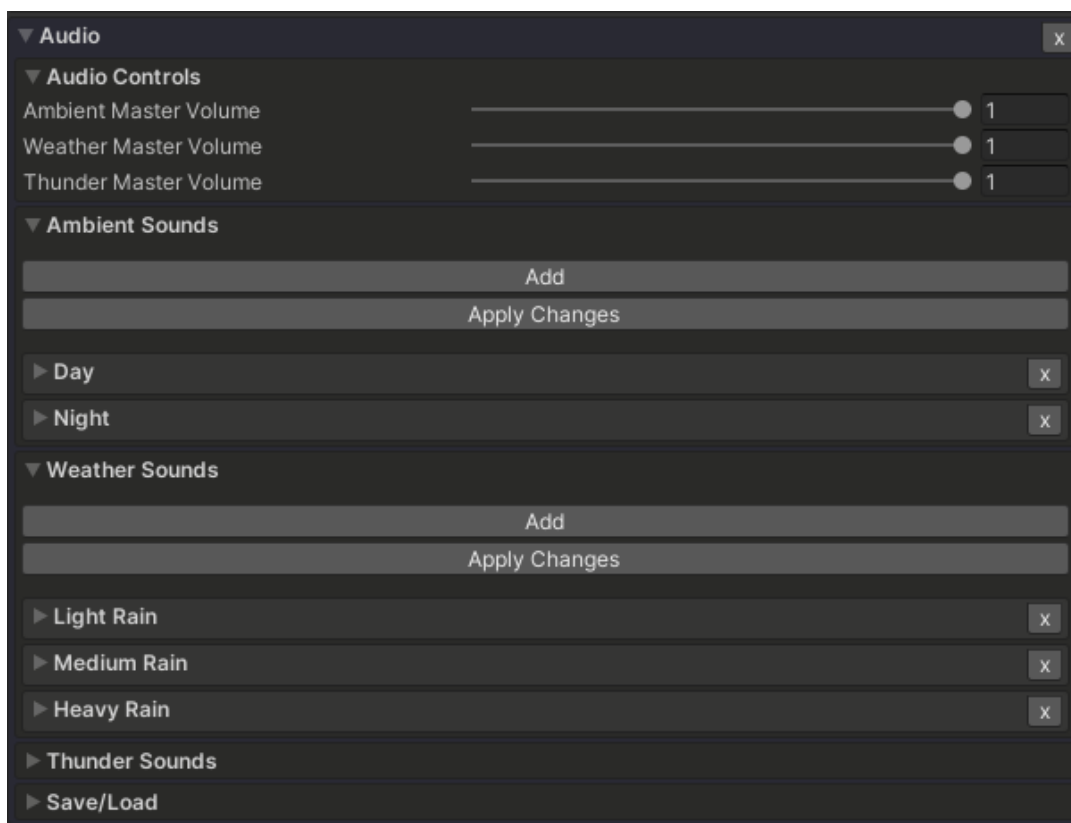 Audio x
Audio Controls
Ambient Master Volume 1
Weather Master Volume 1
Thunder Master Volume 1
Ambient Sounds
Add
Apply Changes
Day x
Night x
Weather Sounds
Add
Apply Changes
Light Rain x
Medium Rain x
Heavy Rain x
Thunder Sounds
Save/Load